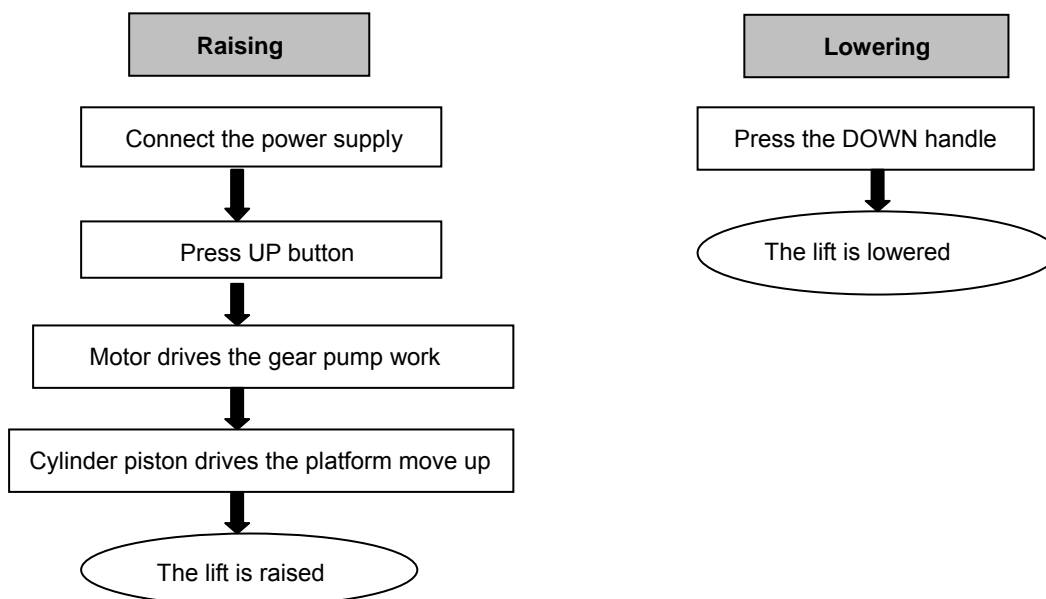 Raising
Connect the power supply
Press UP button
Motor drives the gear pump work
Cylinder piston drives the platform move up
The lift is raised
Lowering
Press the DOWN handle
The lift is lowered